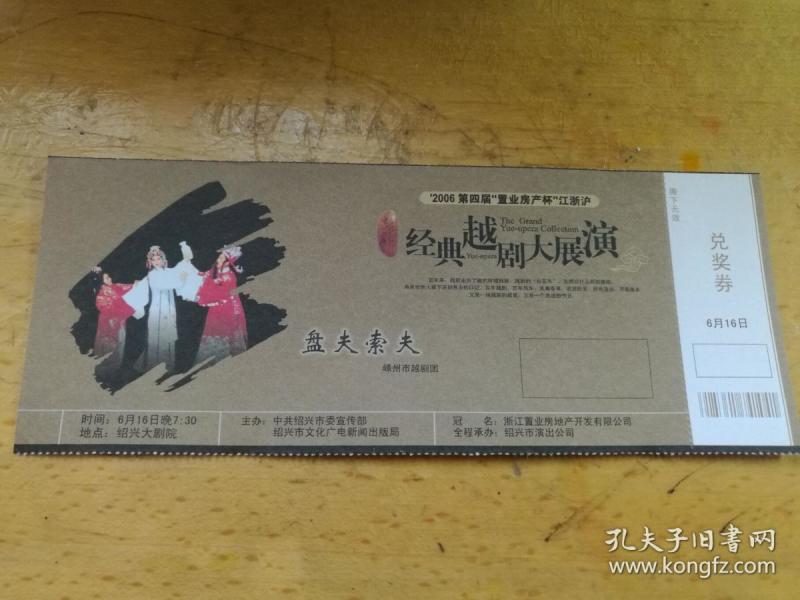 '2006 第四届"置业房产杯"江浙沪
The Grand
Yue-opera Collection
经典越剧大展演
Yue-opera
盘夫索夫
嵊州市越剧团
时间：6月16日晚7:30
地点：绍兴大剧院
主办：中共绍兴市委宣传部
绍兴市文化广电新闻出版局
冠 名：浙江置业房地产开发有限公司
全程承办：绍兴市演出公司
撕下无效
兑奖券
6月16日
孔夫子旧书网
www.kongfz.com